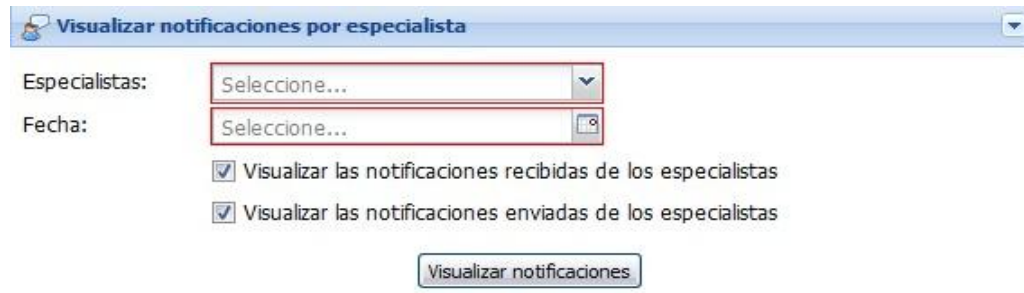 Visualizar notificaciones por especialista
Especialistas: Seleccione...
Fecha: Seleccione...
Visualizar las notificaciones recibidas de los especialistas
Visualizar las notificaciones enviadas de los especialistas
Visualizar notificaciones